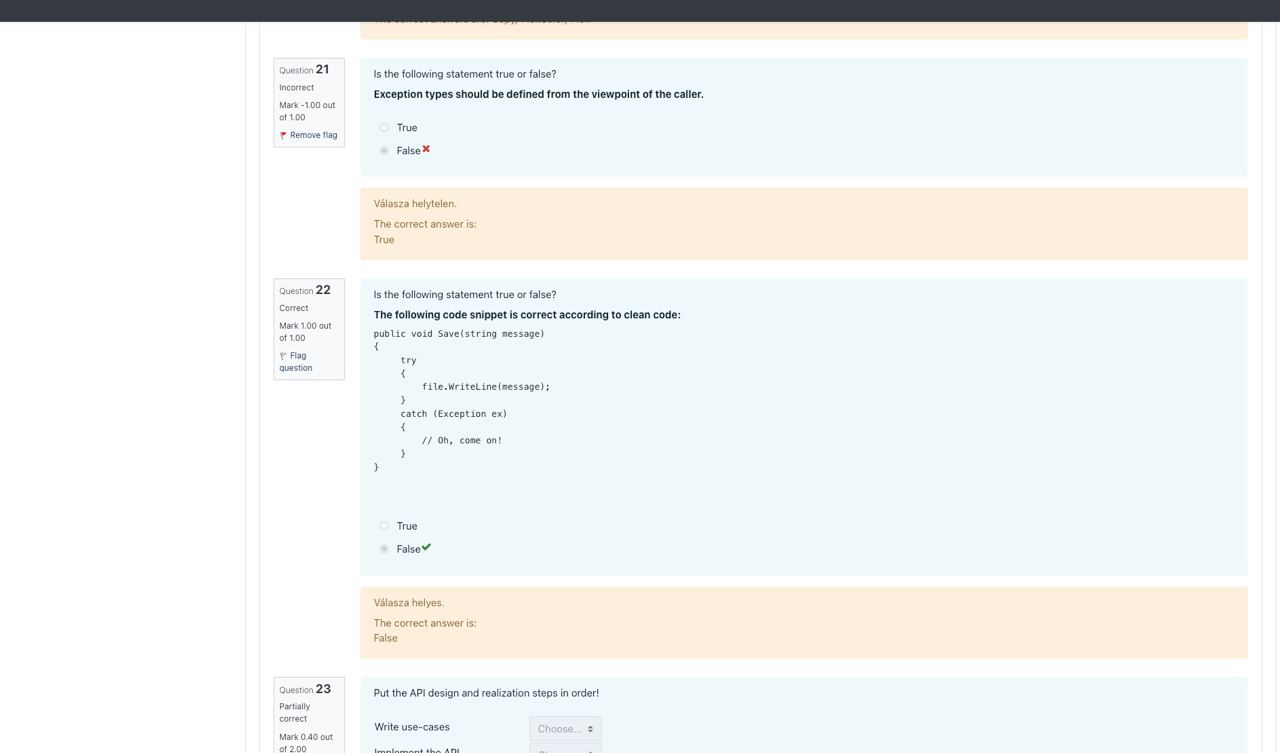 Question 21
Incorrect
Mark -1.00 out
of 1.00
Remove flag
Is the following statement true or false?
Exception types should be defined from the viewpoint of the caller.
True
False
Válasza helytelen.
The correct answer is:
True
Question 22
Correct
Mark 1.00 out
of 1.00
Flag
question
Is the following statement true or false?
The following code snippet is correct according to clean code:
public void Save(string message)
{
try
{
file.WriteLine(message);
}
catch (Exception ex)
{
// Oh, come on!
}
}
True
False
Válasza helyes.
The correct answer is:
False
Question 23
Partially
correct
Mark 0.40 out
of 2.00
Put the API design and realization steps in order!
Write use-cases
Choose...
Implement the API